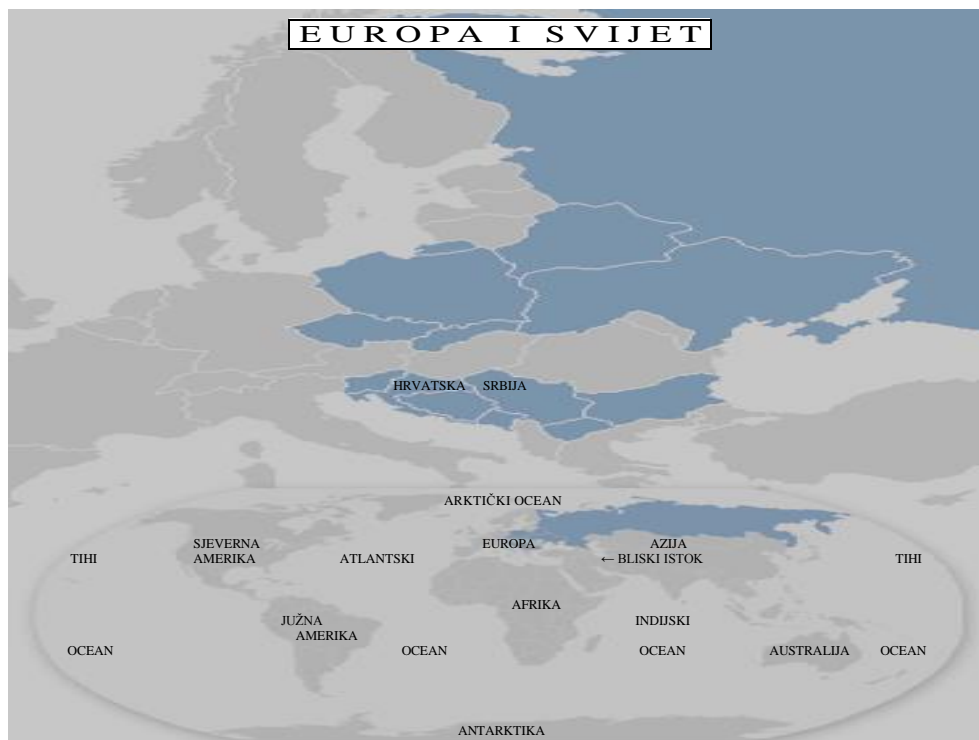 EUROPA I SVIJET
HRVATSKA SRBIJA
ARKTIČKI OCEAN
SJEVERNA EUROPA AZIJA
TIHI AMERIKA ATLANTSKI ← BLISKI ISTOK TIHI
AFRIKA
JUŽNA INDIJSKI
AMERIKA
OCEAN OCEAN OCEAN AUSTRALIJA OCEAN
ANTARKTIKA